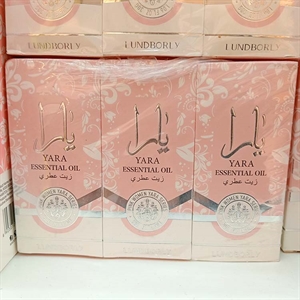 LUNDBORLY LUNDBORLY
يارا يارا يارا
YARA YARA YARA
ESSENTIAL OIL ESSENTIAL OIL ESSENTIAL OIL
زيت عطري زيت عطري زيت عطري